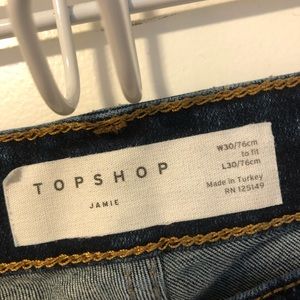 TOPSHOP
JAMIE
W30/76cm
to fit
L30/76cm
Made in Turkey
RN 125149